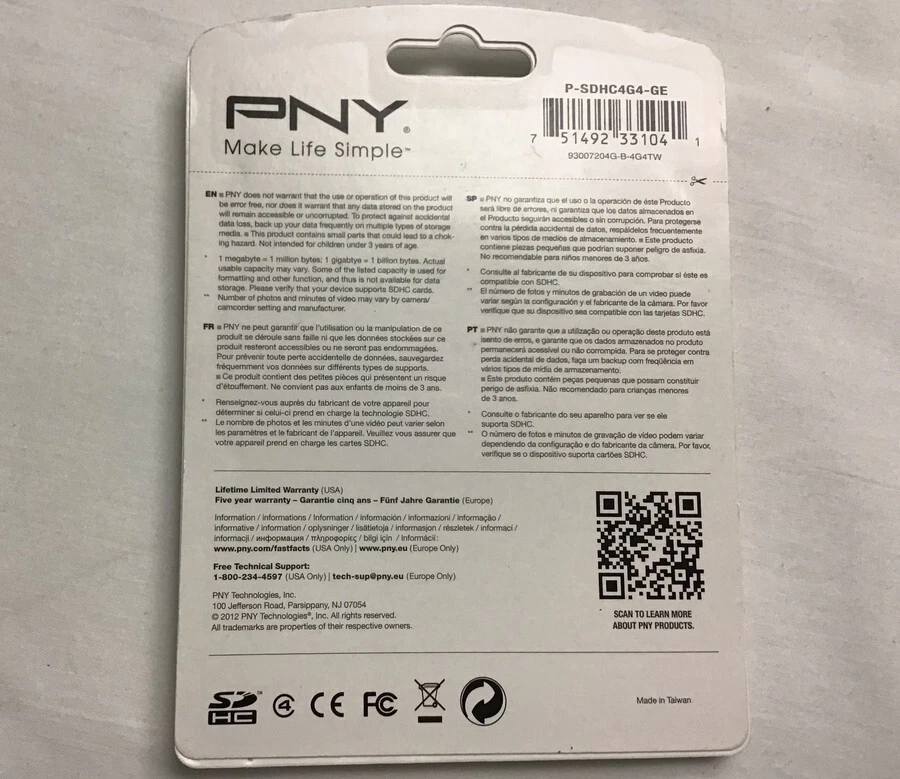 PNY®
Make Life Simple™
P-SDHC4G4-GE
7 51492 33104 1
93007204G-B-4G4TW
EN ■ PNY does not warrant that the use or operation of this product will
be error free, nor does it warrant that any data stored on the product
will remain accessible or uncorrupted. To protect against accidental
data loss, back up your data frequently on multiple types of storage
media. ■ This product contains small parts that could lead to a chok-
ing hazard. Not intended for children under 3 years of age.
* 1 megabyte = 1 million bytes; 1 gigabtye = 1 billion bytes. Actual
usable capacity may vary. Some of the listed capacity is used for
formatting and other function, and thus is not available for data
storage. Please verify that your device supports SDHC cards.
** Number of photos and minutes of video may vary by camera/
camcorder setting and manufacturer.
FR ■ PNY ne peut garantir que l'utilisation ou la manipulation de ce
produit se déroule sans faille ni que les données stockées sur ce
produit resteront accessibles ou ne seront pas endommagées.
Pour prévenir toute perte accidentelle de données, sauvegardez
fréquemment vos données sur différents types de supports.
■ Ce produit contient des petites pièces qui présentent un risque
d'étouffement. Ne convient pas aux enfants de moins de 3 ans.
* Renseignez-vous auprès du fabricant de votre appareil pour
déterminer si celui-ci prend en charge la technologie SDHC.
** Le nombre de photos et les minutes d'une vidéo peut varier selon
les paramètres et le fabricant de l'appareil. Veuillez vous assurer que
votre appareil prend en charge les cartes SDHC.
SP ■ PNY no garantiza que el uso o la operación de éste Producto
será libre de errores, ni garantiza que los datos almacenados en
el Producto seguirán accesibles o sin corrupción. Para protegerse
contra la pérdida accidental de datos, respáldelos frecuentemente
en varios tipos de medios de almacenamiento. ■ Este producto
contiene piezas pequeñas que podrían suponer peligro de asfixia.
No recomendable para niños menores de 3 años.
* Consulte al fabricante de su dispositivo para comprobar si éste es
compatible con SDHC.
** El número de fotos y minutos de grabación de un video puede
variar según la configuración y el fabricante de la cámara. Por favor
verifique que su dispositivo sea compatible con las tarjetas SDHC.
PT ■ PNY não garante que a utilização ou operação deste produto está
isento de erros, e garante que os dados armazenados no produto
permanecerá acessível ou não corrompida. Para se proteger contra
perda acidental de dados, faça um backup com freqüência em
vários tipos de mídia de armazenamento.
■ Este produto contém peças pequenas que possam constituir
perigo de asfixia. Não recomendado para crianças menores
de 3 anos.
* Consulte o fabricante do seu aparelho para ver se ele
suporta SDHC.
** O número de fotos e minutos de gravação de vídeo podem variar
dependendo da configuração e do fabricante da câmera. Por favor,
verifique se o dispositivo suporta cartões SDHC.
Lifetime Limited Warranty (USA)
Five year warranty – Garantie cinq ans – Fünf Jahre Garantie (Europe)
Information / Informations / Information / información / informazioni / Informação /
informative / information / oplysninger / lisätietoja / informasjon / részletek / informaci /
informacji / информация / πληροφορίες / bilgi için / Informácii:
www.pny.com/fastfacts (USA Only) | www.pny.eu (Europe Only)
Free Technical Support:
1-800-234-4597 (USA Only) | tech-sup@pny.eu (Europe Only)
PNY Technologies, Inc.
100 Jefferson Road, Parsippany, NJ 07054
© 2012 PNY Technologies®, Inc. All rights reserved.
All trademarks are properties of their respective owners.
SCAN TO LEARN MORE
ABOUT PNY PRODUCTS.
SD HC™ 4 CE FC
Made in Taiwan